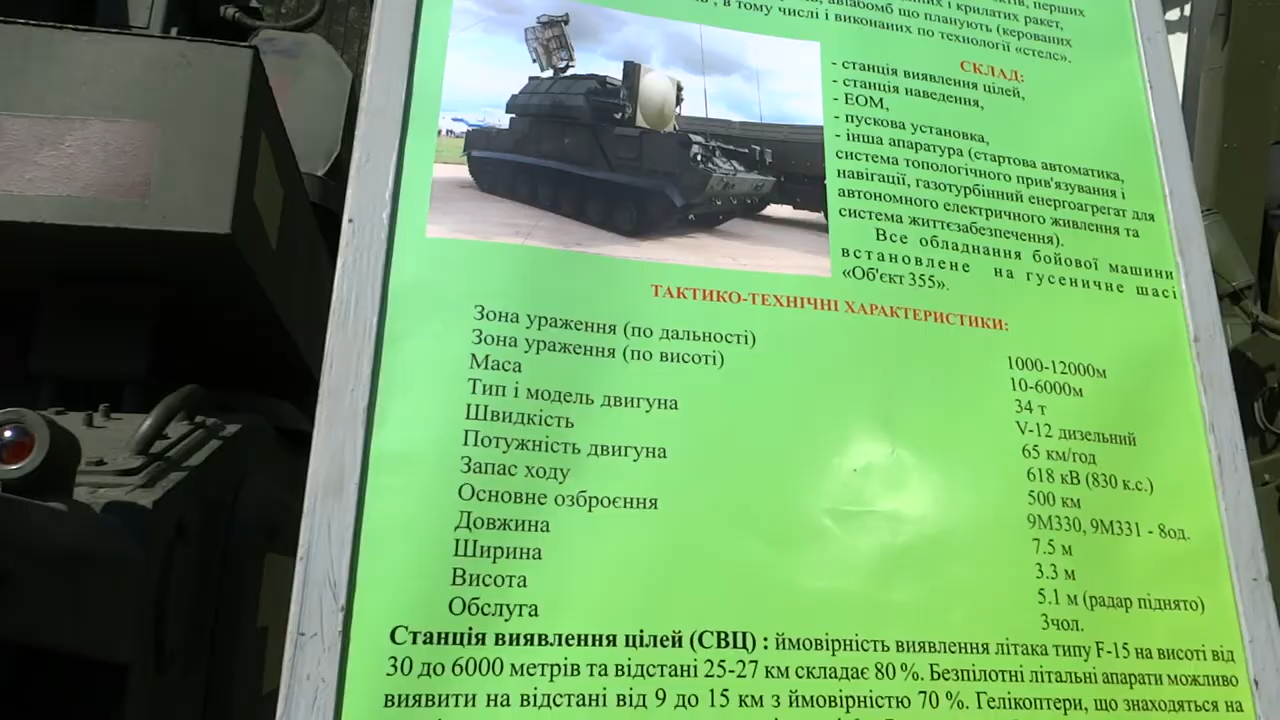 них і крилатих ракет, перших
авіабомб що планують (керованих
, в тому числі і виконаних по технології «стелс».
СКЛАД:
- станція виявлення цілей,
- станція наведення,
- ЕОМ,
- пускова установка,
- інша апаратура (стартова автоматика,
система топологічного прив'язування і
навігації, газотурбінний енергоагрегат для
автономного електричного живлення та
система життєзабезпечення).
Все обладнання бойової машини
встановлене на гусеничне шасі
«Об'єкт 355».
ТАКТИКО-ТЕХНІЧНІ ХАРАКТЕРИСТИКИ:
Зона ураження (по дальності) 1000-12000м
Зона ураження (по висоті) 10-6000м
Маса 34 т
Тип і модель двигуна V-12 дизельний
Швидкість 65 км/год
Потужність двигуна 618 кВ (830 к.с.)
Запас ходу 500 км
Основне озброєння 9М330, 9М331 - 8од.
Довжина 7.5 м
Ширина 3.3 м
Висота 5.1 м (радар піднято)
Обслуга 3чол.
Станція виявлення цілей (СВЦ) : ймовірність виявлення літака типу F-15 на висоті від
30 до 6000 метрів та відстані 25-27 км складає 80 %. Безпілотні літальні апарати можливо
виявити на відстані від 9 до 15 км з ймовірністю 70 %. Гелікоптери, що знаходяться на